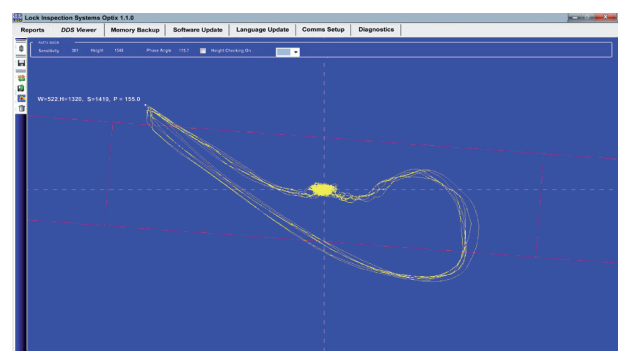 Lock Inspection Systems Optix 1.1.0
Reports DDS Viewer Memory Backup Software Update Language Update Comms Setup Diagnostics
Sensitivity Height Phase Angle Height Checking On
W=522,H=1320, S=1419, P = 155.0